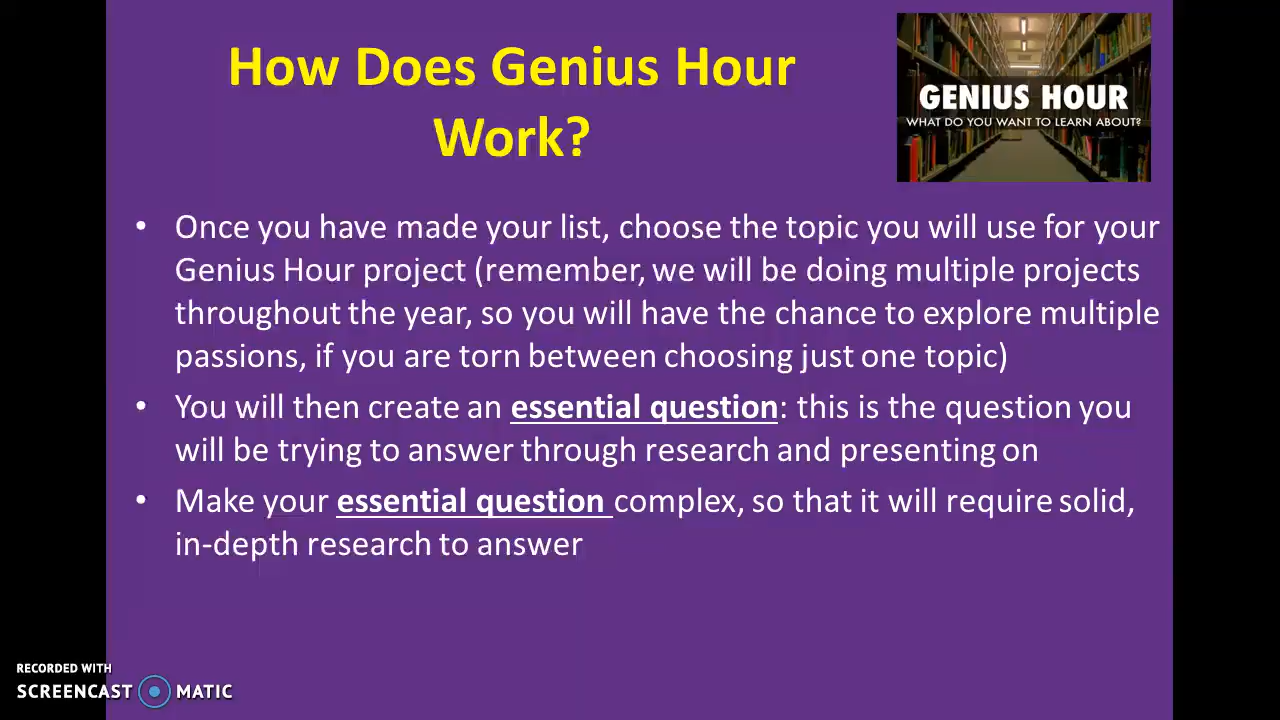 How Does Genius Hour
Work?
GENIUS HOUR
WHAT DO YOU WANT TO LEARN ABOUT?
• Once you have made your list, choose the topic you will use for your
Genius Hour project (remember, we will be doing multiple projects
throughout the year, so you will have the chance to explore multiple
passions, if you are torn between choosing just one topic)
• You will then create an essential question: this is the question you
will be trying to answer through research and presenting on
• Make your essential question complex, so that it will require solid,
in-depth research to answer
RECORDED WITH
SCREENCAST MATIC